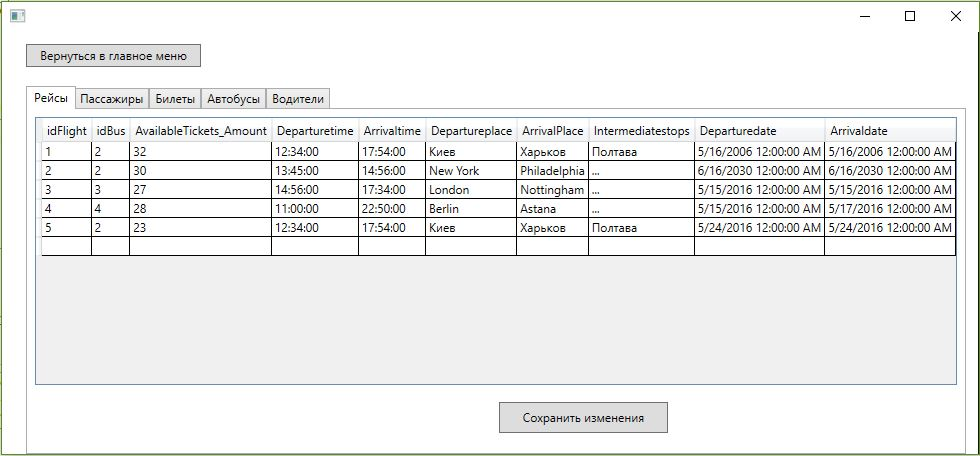 Вернуться в главное меню
Рейсы Пассажиры Билеты Автобусы Водители
idFlight idBus AvailableTickets_Amount Departuretime Arrivaltime Departureplace ArrivalPlace Intermediatestops Departuredate Arrivaldate
1 2 32 12:34:00 17:54:00 Киев Харьков Полтава 5/16/2006 12:00:00 AM 5/16/2006 12:00:00 AM
2 2 30 13:45:00 14:56:00 New York Philadelphia ... 6/16/2030 12:00:00 AM 6/16/2030 12:00:00 AM
3 3 27 14:56:00 17:34:00 London Nottingham ... 5/15/2016 12:00:00 AM 5/15/2016 12:00:00 AM
4 4 28 11:00:00 22:50:00 Berlin Astana ... 5/15/2016 12:00:00 AM 5/17/2016 12:00:00 AM
5 2 23 12:34:00 17:54:00 Киев Харьков Полтава 5/24/2016 12:00:00 AM 5/24/2016 12:00:00 AM
Сохранить изменения